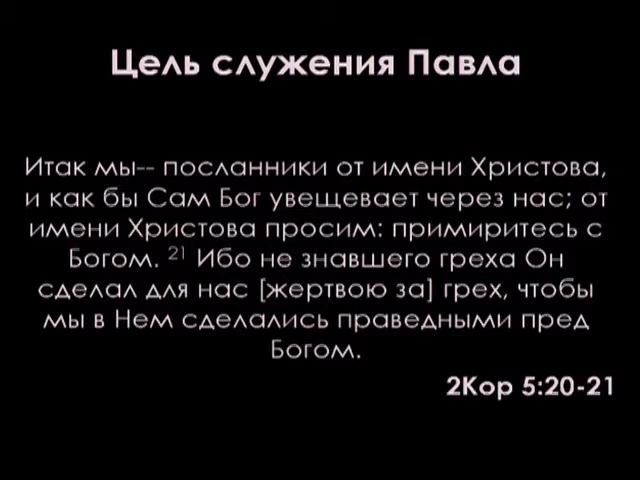 Цель служения Павла
Итак мы-- посланники от имени Христова,
и как бы Сам Бог увещевает через нас; от
имени Христова просим: примиритесь с
Богом. 21 Ибо не знавшего греха Он
сделал для нас [жертвою за] грех, чтобы
мы в Нем сделались праведными пред
Богом.
2Кор 5:20-21